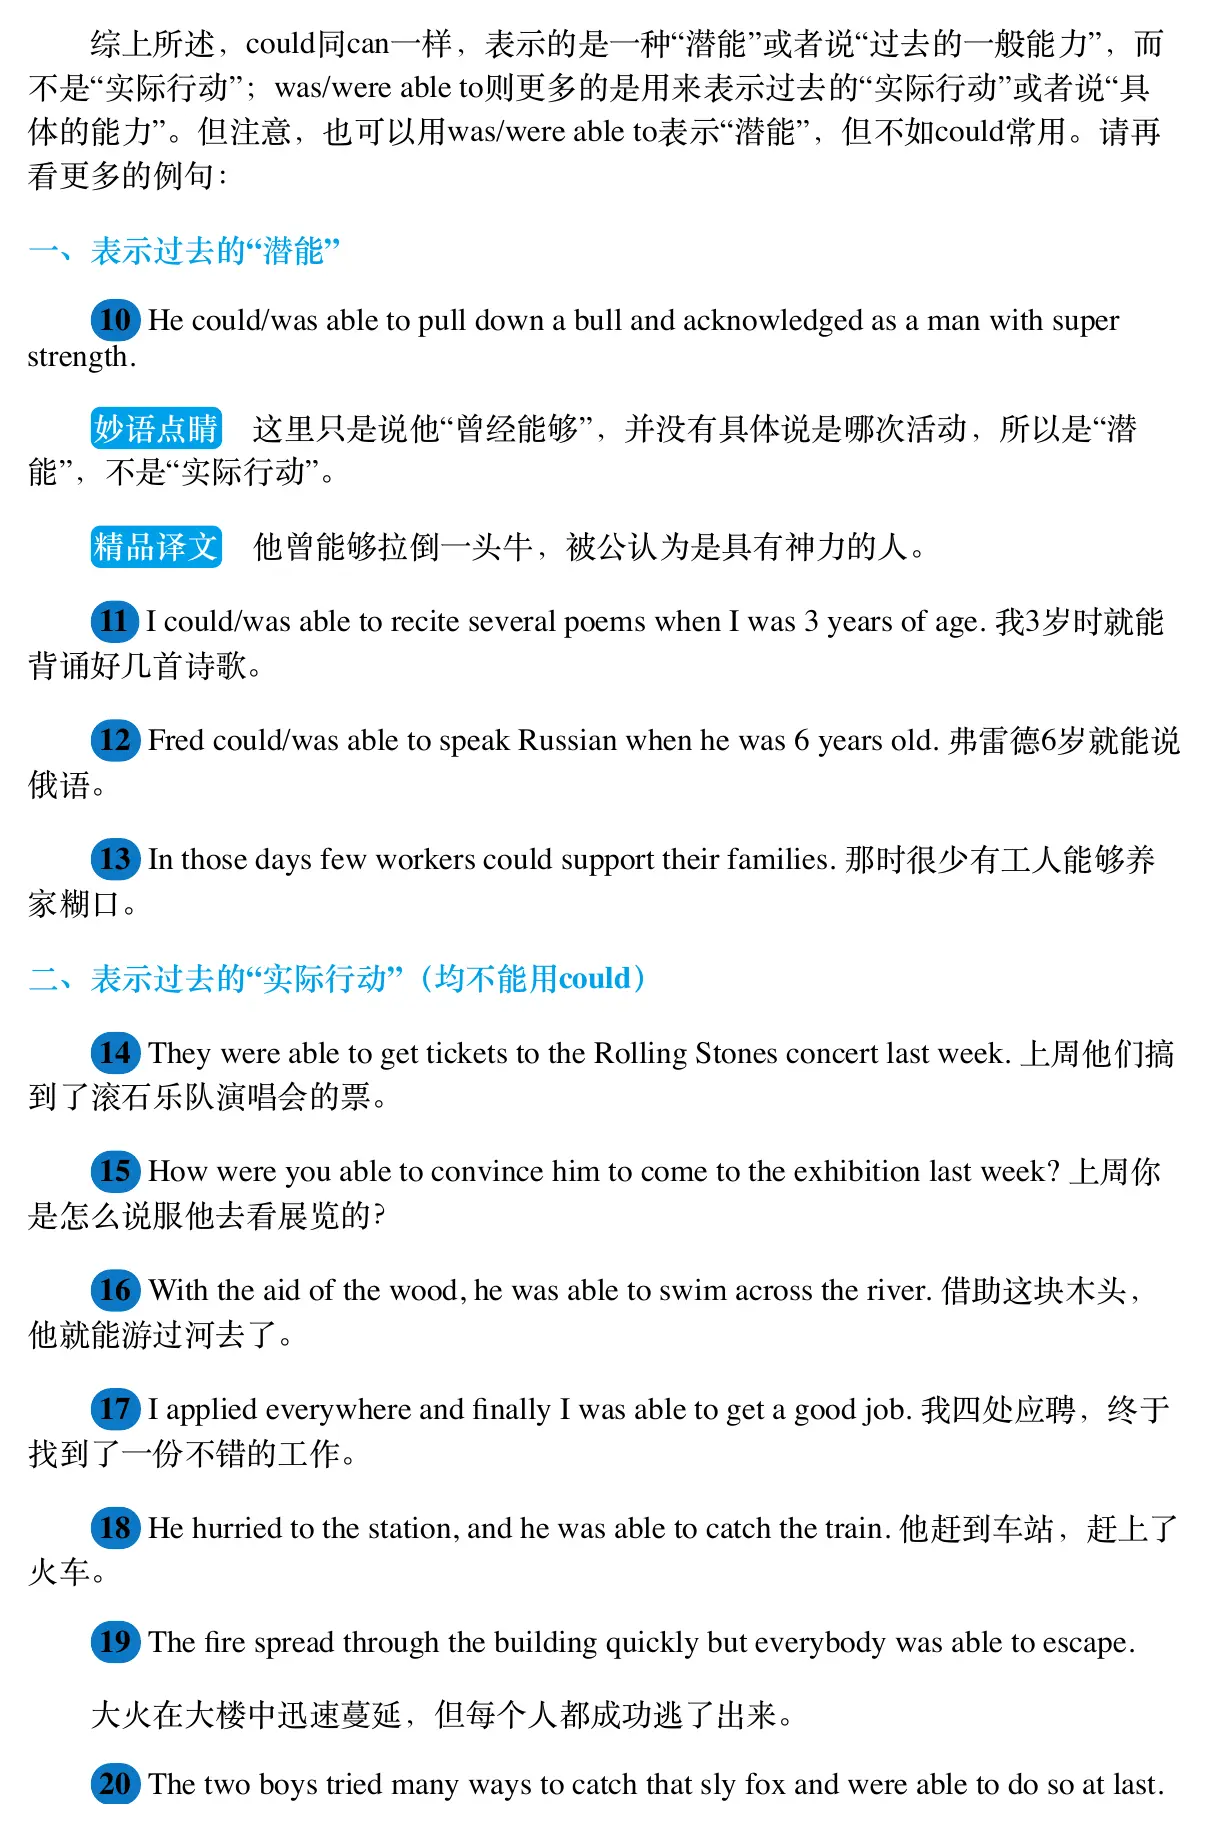 综上所述，could同can一样，表示的是一种“潜能”或者说“过去的一般能力”，而
不是“实际行动”；was/were able to则更多的是用来表示过去的“实际行动”或者说“具
体的能力”。但注意，也可以用was/were able to表示“潜能”，但不如could常用。请再
看更多的例句：
一、表示过去的“潜能”
10 He could/was able to pull down a bull and acknowledged as a man with super
strength.
妙语点睛 这里只是说他“曾经能够”，并没有具体说是哪次活动，所以是“潜
能”，不是“实际行动”。
精品译文 他曾能够拉倒一头牛，被公认为是具有神力的人。
11 I could/was able to recite several poems when I was 3 years of age. 我3岁时就能
背诵好几首诗歌。
12 Fred could/was able to speak Russian when he was 6 years old. 弗雷德6岁就能说
俄语。
13 In those days few workers could support their families. 那时很少有工人能够养
家糊口。
二、表示过去的“实际行动”（均不能用could）
14 They were able to get tickets to the Rolling Stones concert last week. 上周他们搞
到了滚石乐队演唱会的票。
15 How were you able to convince him to come to the exhibition last week? 上周你
是怎么说服他去看展览的？
16 With the aid of the wood, he was able to swim across the river. 借助这块木头，
他就能游过河去了。
17 I applied everywhere and finally I was able to get a good job. 我四处应聘，终于
找到了一份不错的工作。
18 He hurried to the station, and he was able to catch the train. 他赶到车站，赶上了
火车。
19 The fire spread through the building quickly but everybody was able to escape.
大火在大楼中迅速蔓延，但每个人都成功逃了出来。
20 The two boys tried many ways to catch that sly fox and were able to do so at last.